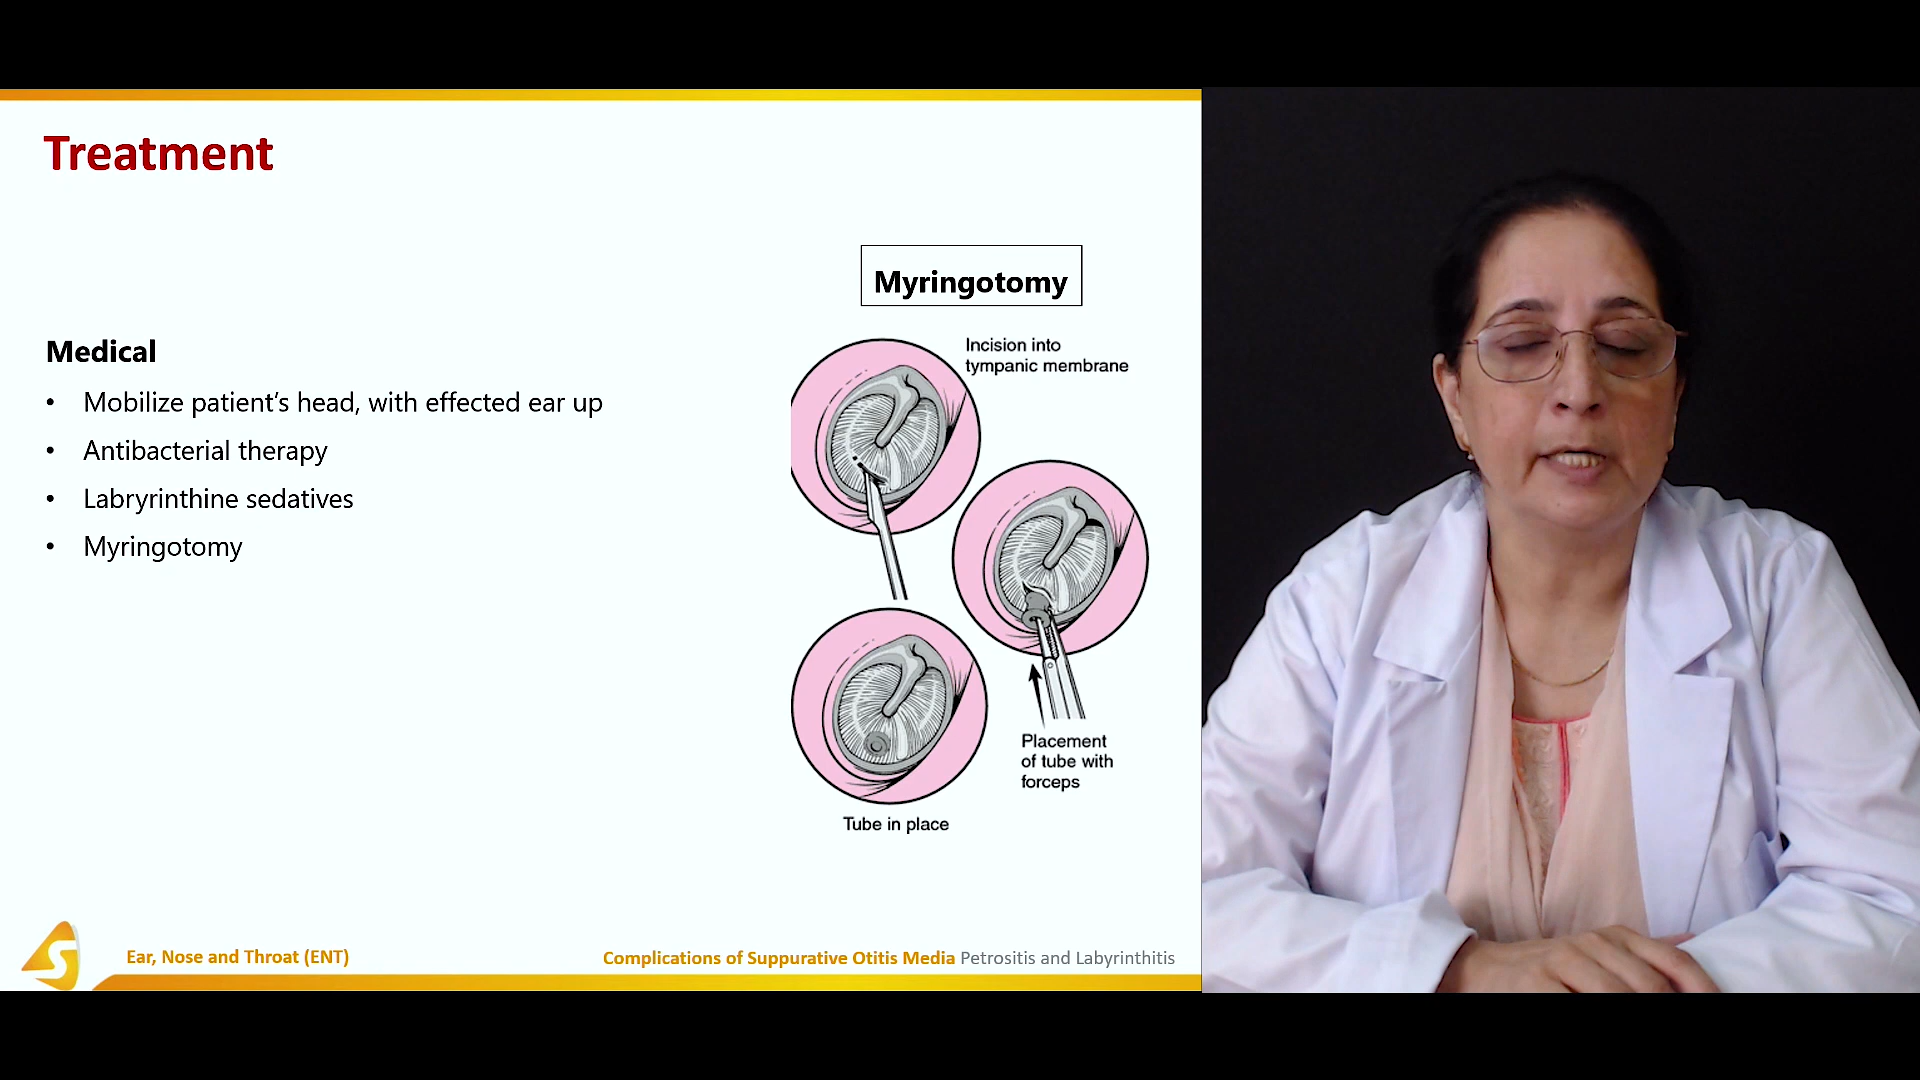 Treatment
Myringotomy
Incision into
tympanic membrane
Medical
• Mobilize patient’s head, with effected ear up
• Antibacterial therapy
• Labryrinthine sedatives
• Myringotomy
Placement
of tube with
forceps
Tube in place
S
Ear, Nose and Throat (ENT)
Complications of Suppurative Otitis Media Petrositis and Labyrinthitis